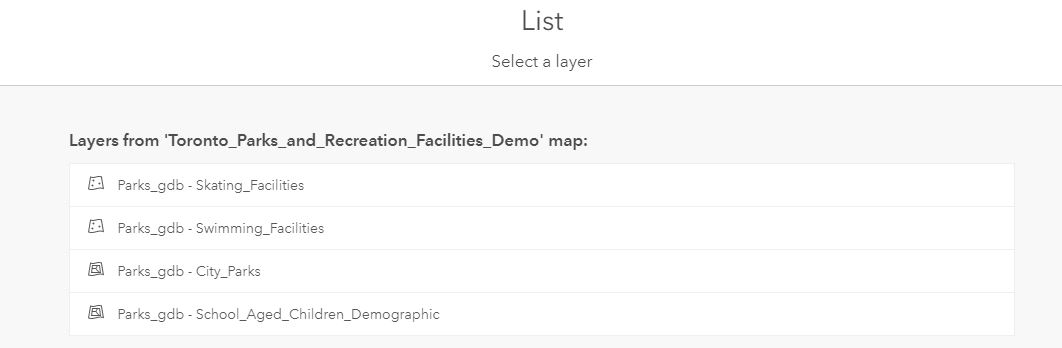 List
Select a layer
Layers from 'Toronto_Parks_and_Recreation_Facilities_Demo' map:
Parks_gdb - Skating_Facilities
Parks_gdb - Swimming_Facilities
Parks_gdb - City_Parks
Parks_gdb - School_Aged_Children_Demographic